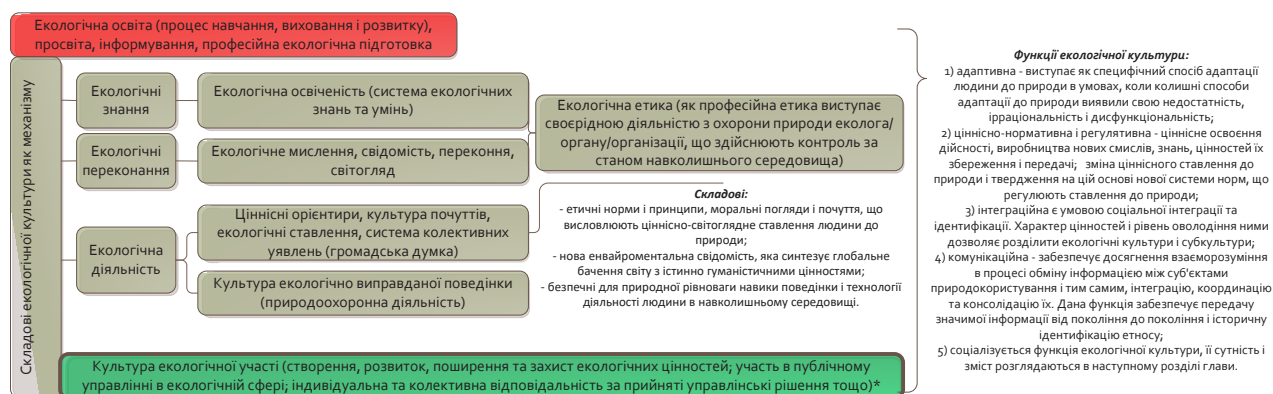 Екологічна освіта (процес навчання, виховання і розвитку),
просвіта, інформування, професійна екологічна підготовка
Складові екологічної культури як механізму
Екологічні
знання
Екологічна освіченість (система екологічних
знать та умінь)
Екологічні
переконання
Екологічне мислення, свідомість, переконня,
світогляд
Екологічна етика (як професійна етика виступає
своєрідною діяльністю з охорони природи еколога/
органу/організації, що здійснюють контроль за
станом навколишнього середовища)
Екологічна
діяльність
Ціннісні орієнтири, культура почуттів,
екологічні ставлення, система колективних
уявлень (громадська думка)
Культура екологічно виправданої поведінки
(природоохоронна діяльність)
Складові:
- етичні норми і принципи, моральні погляди і почуття, що
висловлюють ціннісно-світоглядне ставлення людини до
природи;
- нова енвайроментальна свідомість, яка синтезує глобальне
бачення світу з істинно гуманістичними цінностями;
- безпечні для природної рівноваги навики поведінки і технології
діяльності людини в навколишньому середовищі.
Культура екологічної участі (створення, розвиток, поширення та захист екологічних цінностей; участь в публічному
управлінні в екологічній сфері; індивідуальна та колективна відповідальність за прийняті управлінські рішення тощо)*
Функції екологічної культури:
1) адаптивна - виступає як специфічний спосіб адаптації
людини до природи в умовах, коли колишні способи
адаптації до природи виявили свою недостатність,
ірраціональність і дисфункціональність;
2) ціннісно-нормативна і регулятивна - ціннісне освоєння
дійсності, виробництва нових смислів, знань, цінностей їх
збереження і передачі; зміна ціннісного ставлення до
природи і твердження на цій основі нової системи норм, що
регулюють ставлення до природи;
3) інтеграційна є умовою соціальної інтеграції та
ідентифікації. Характер цінностей і рівень оволодіння ними
дозволяє розділити екологічні культури і субкультури;
4) комунікаційна - забезпечує досягнення взаєморозуміння
в процесі обміну інформацією між суб'єктами
природокористування і тим самим, інтеграцію, координацію
та консолідацію їх. Дана функція забезпечує передачу
значимої інформації від покоління до покоління і історичну
ідентифікацію етносу;
5) соціалізується функція екологічної культури, її сутність і
зміст розглядаються в наступному розділі глави.